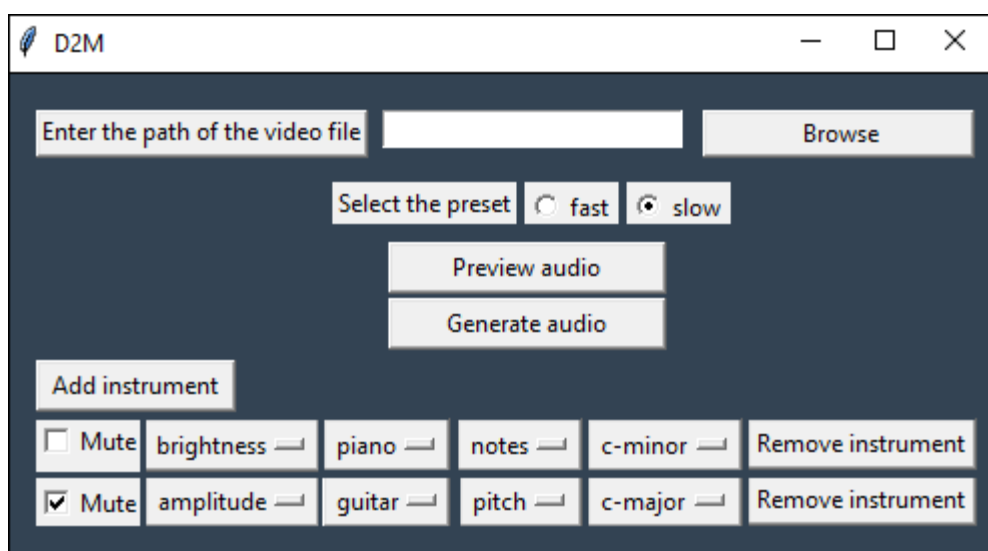 D2M
Enter the path of the video file Browse
Select the preset fast slow
Preview audio
Generate audio
Add instrument
Mute brightness piano notes c-minor Remove instrument
Mute amplitude guitar pitch c-major Remove instrument